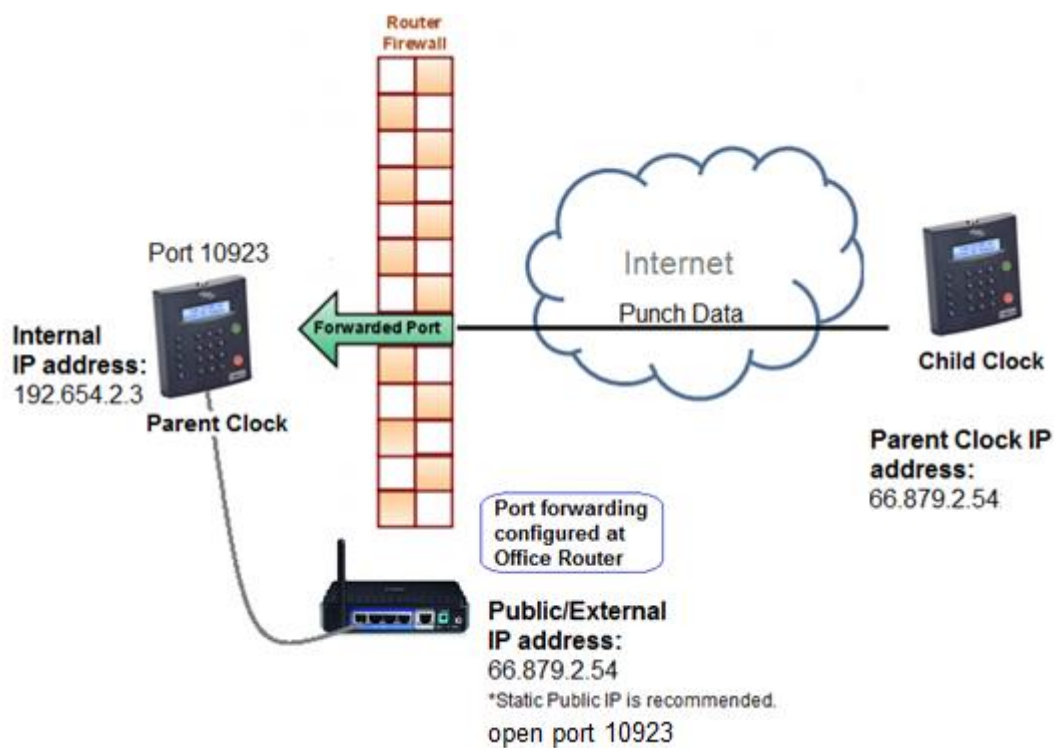 Router
Firewall
Port 10923
Internal
IP address:
192.654.2.3
Parent Clock
Forwarded Port
Internet
Punch Data
Child Clock
Parent Clock IP
address:
66.879.2.54
Port forwarding
configured at
Office Router
Public/External
IP address:
66.879.2.54
*Static Public IP is recommended.
open port 10923